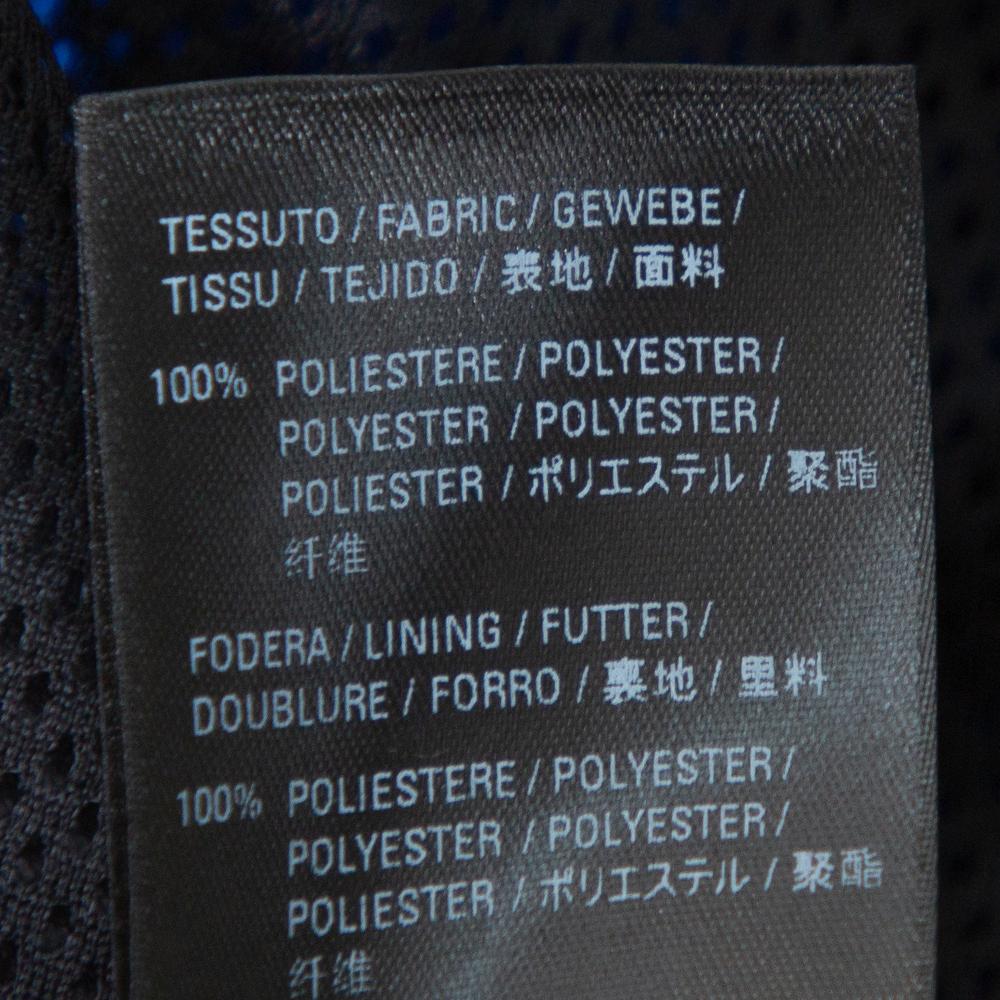 TESSUTO / FABRIC / GEWEBE /
TISSU / TEJIDO / 表地 / 面料
100% POLIESTERE / POLYESTER /
POLYESTER / POLYESTER /
POLIESTER / ポリエステル / 聚酯
纤维
FODERA / LINING / FUTTER /
DOUBLURE / FORRO / 裏地 / 里料
100% POLIESTERE / POLYESTER /
POLYESTER / POLYESTER /
POLIESTER / ポリエステル / 聚酯
纤维